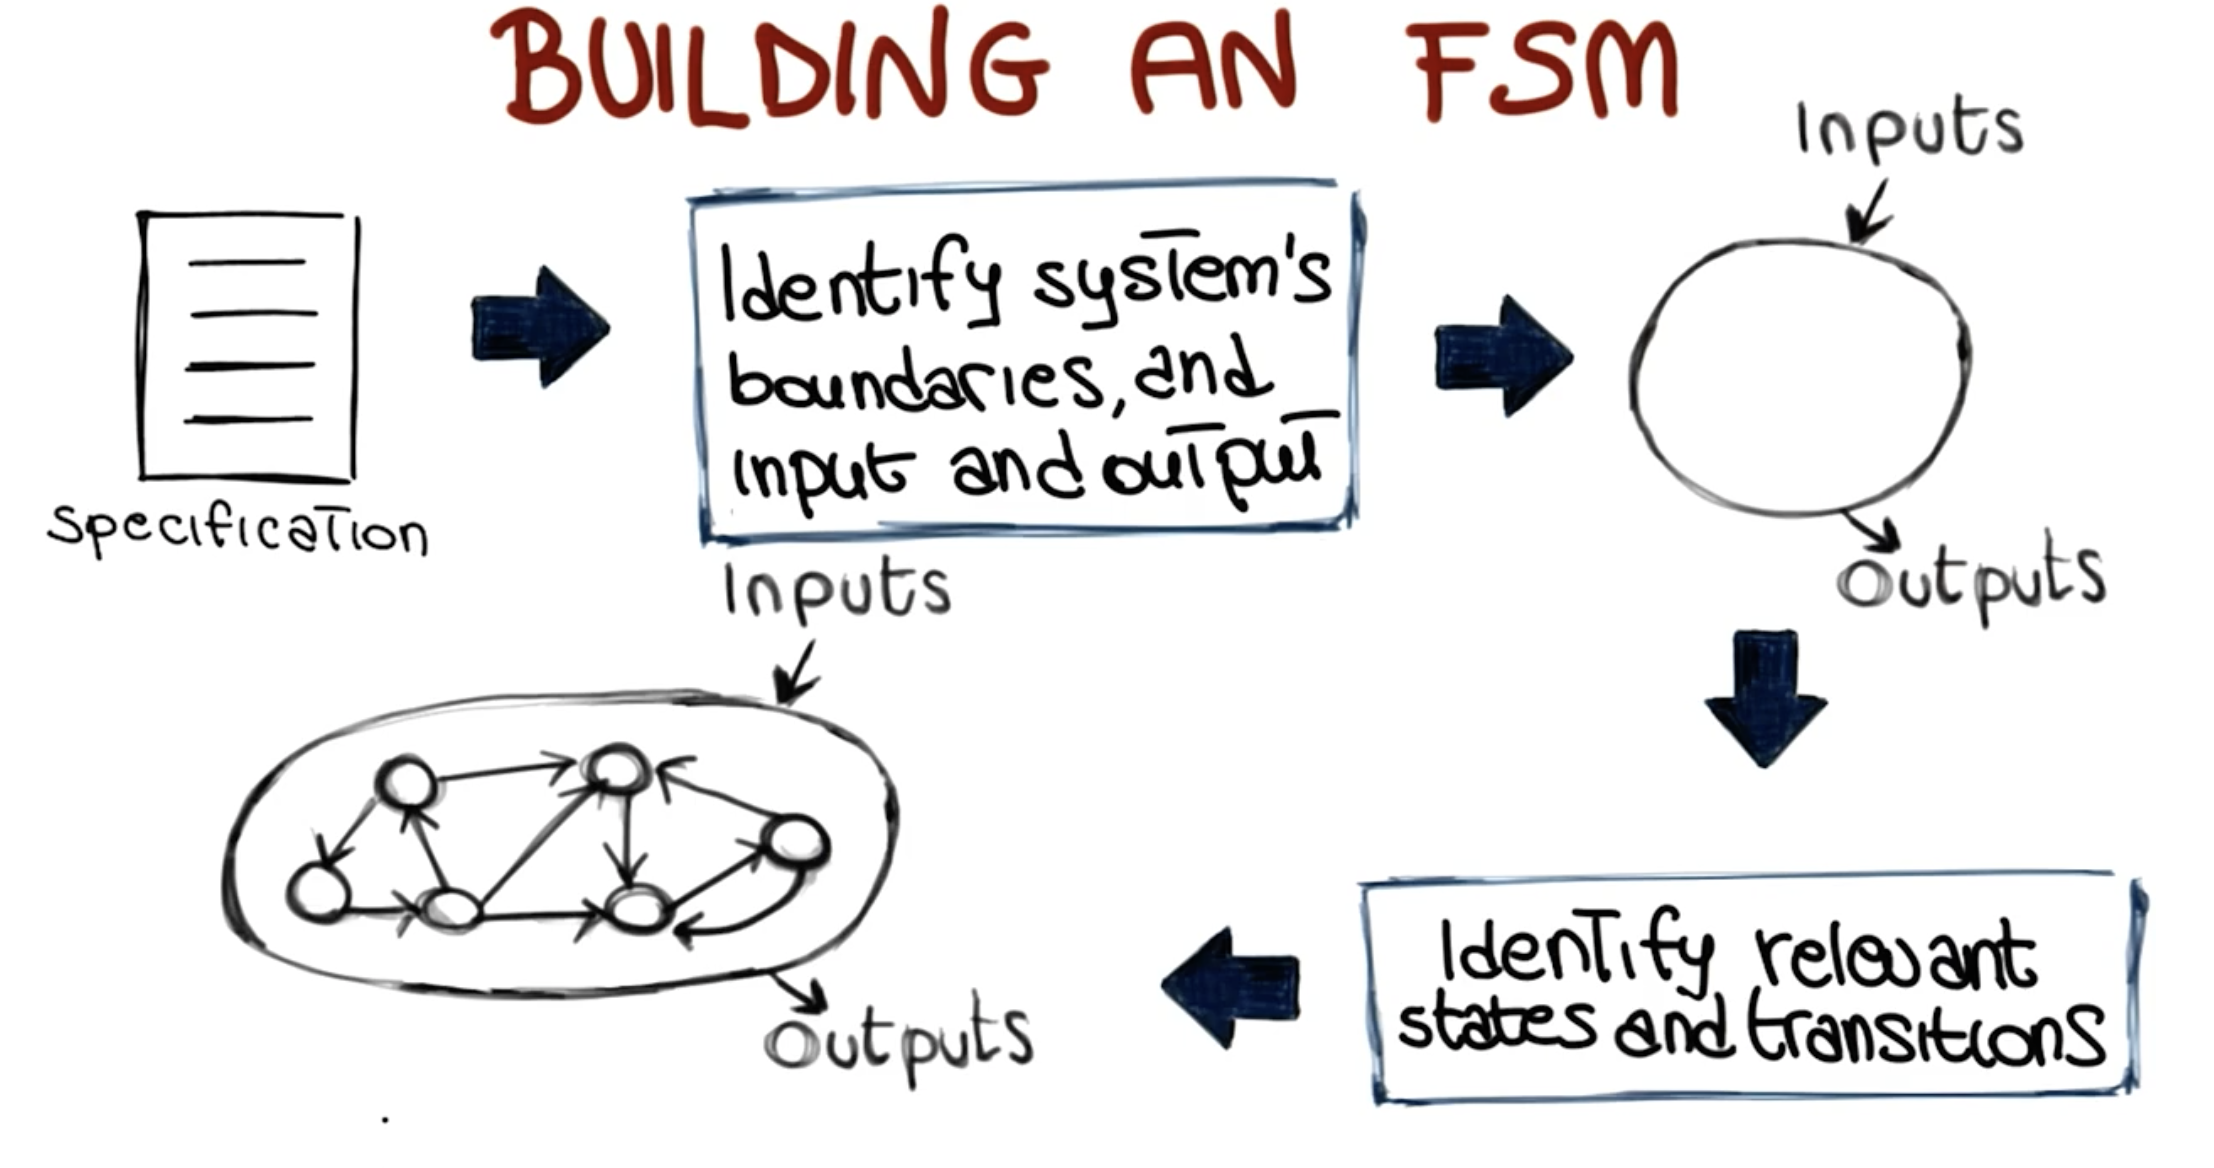 BUILDING AN FSM
Specification
Identify system's
boundaries, and
input and output
Inputs
Outputs
Identify relevant
states and transitions
Inputs
Outputs